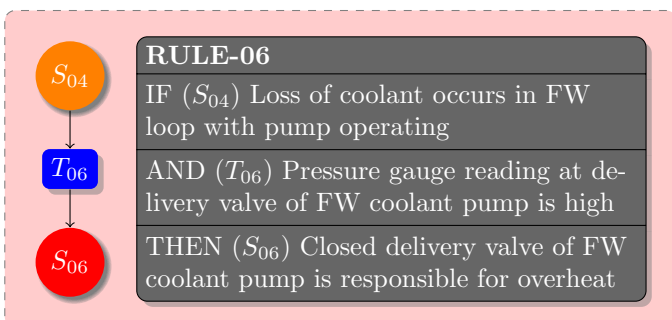 S04
T06
S06
RULE-06
IF (S04) Loss of coolant occurs in FW
loop with pump operating
AND (T06) Pressure gauge reading at de-
livery valve of FW coolant pump is high
THEN (S06) Closed delivery valve of FW
coolant pump is responsible for overheat